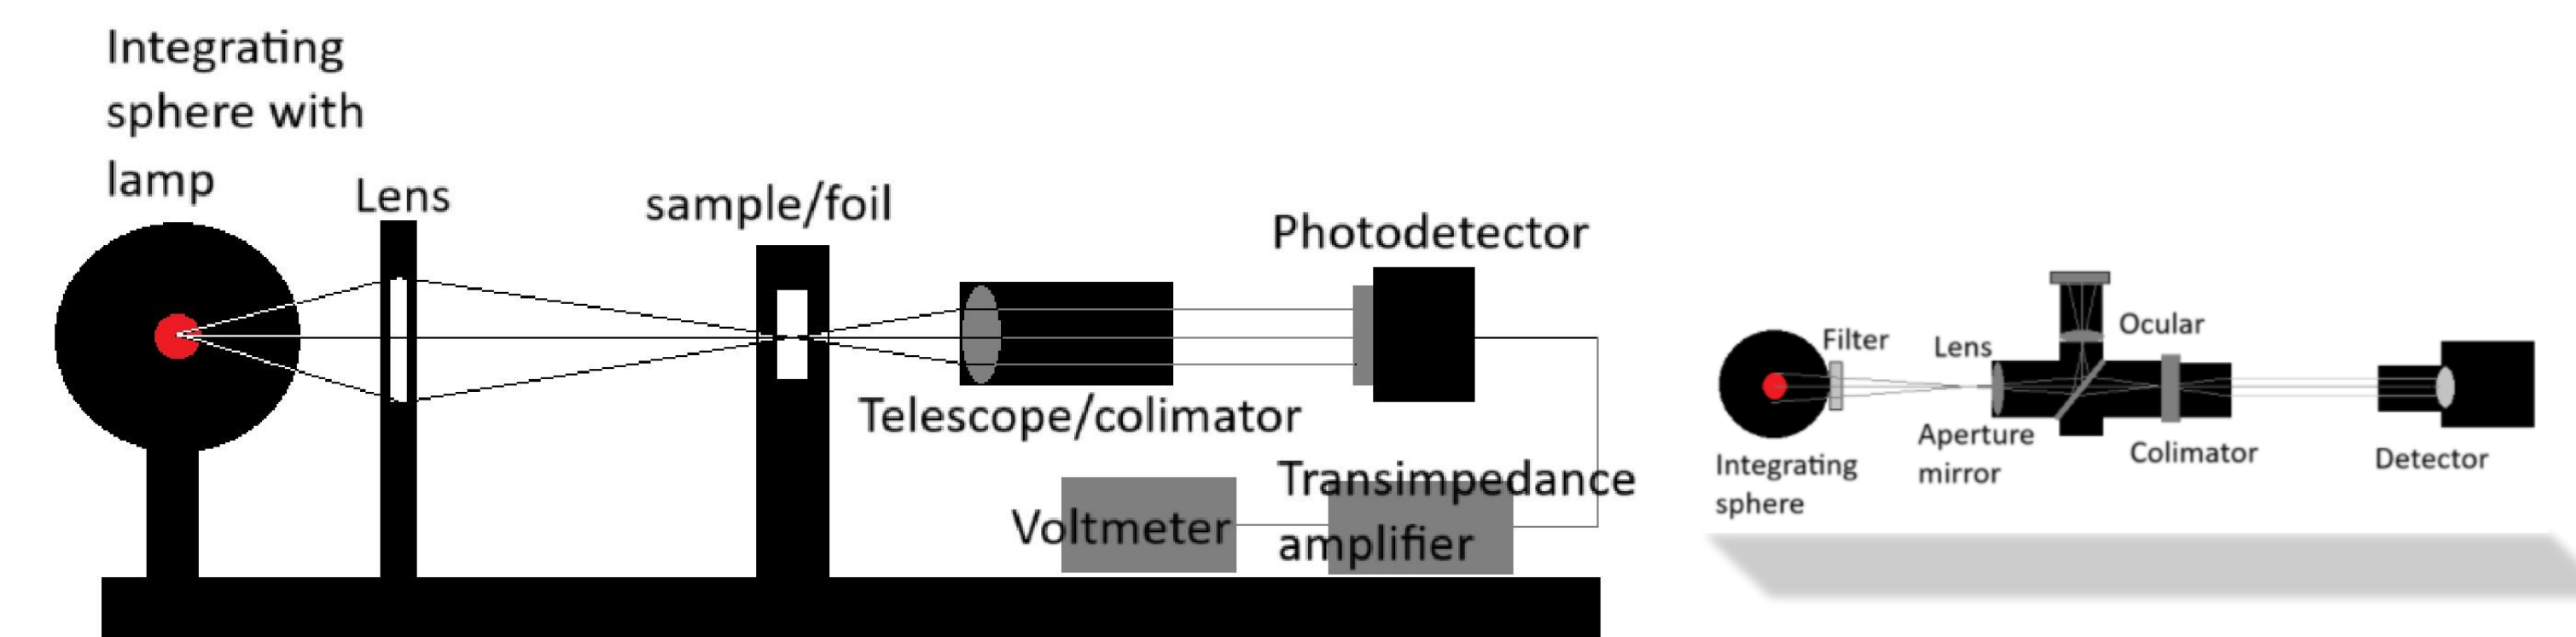 Integrating
sphere with
lamp
Lens
sample/foil
Photodetector
Telescope/colimator
Transimpedance
Voltmeter
amplifier
Filter
Lens
Ocular
Aperture
mirror
Colimator
Detector
Integrating
sphere